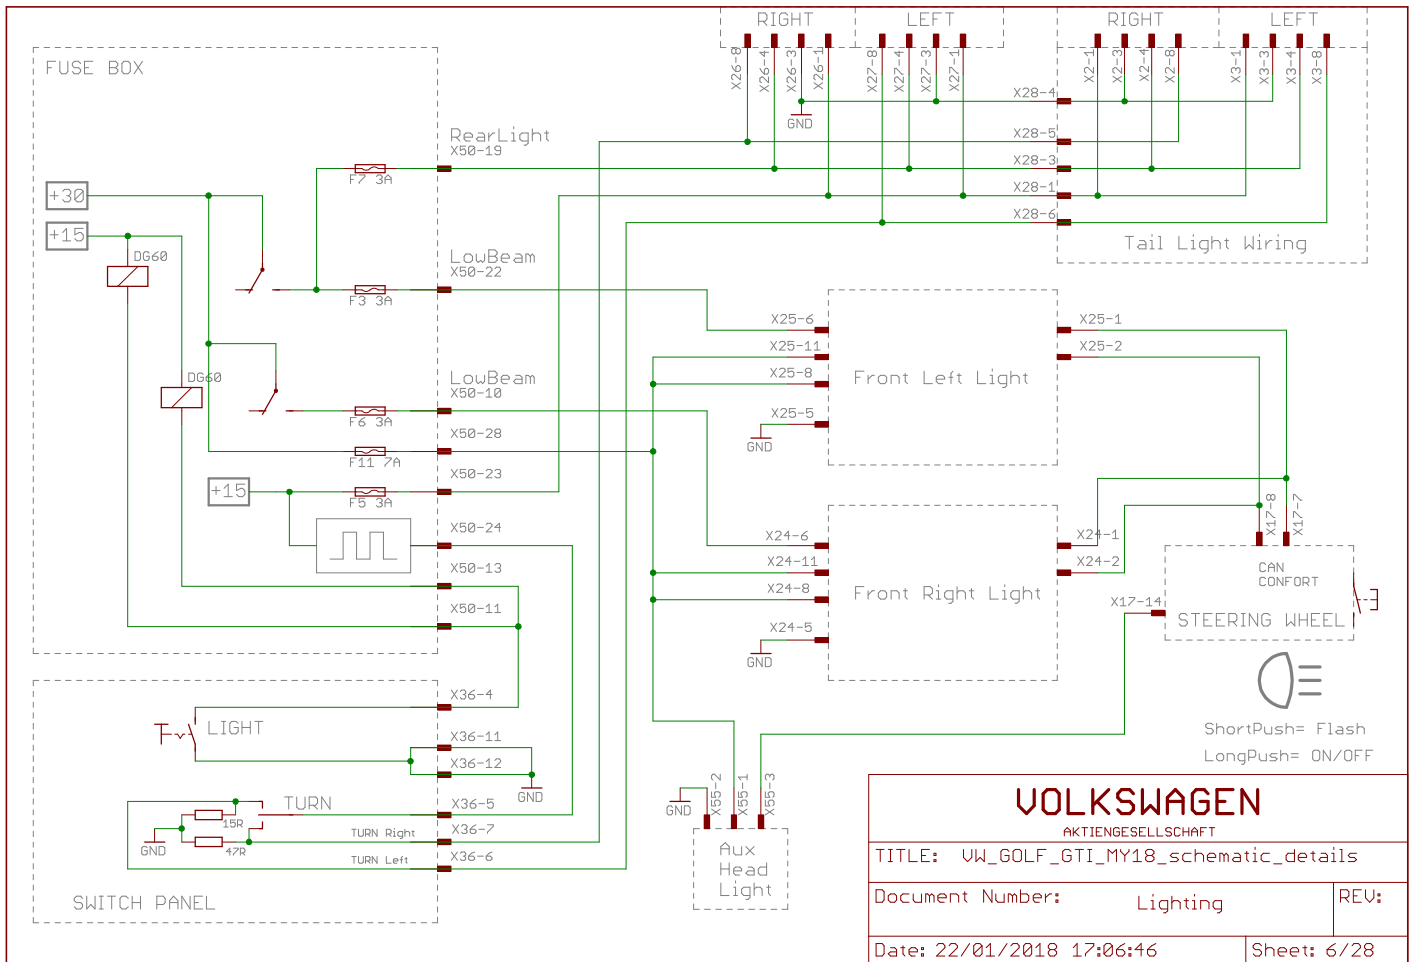 RIGHT
LEFT
RIGHT
LEFT
X26-8
X26-4
X26-3
X26-1
X27-8
X27-4
X27-3
X27-1
X2-1
X2-3
X2-4
X2-8
X3-1
X3-3
X3-4
X3-8
FUSE BOX
GND
X28-4
X28-5
X28-3
X28-1
X28-6
Tail Light Wiring
RearLight
X50-19
F7 3A
+30
+15
DG60
LowBeam
X50-22
F3 3A
DG60
LowBeam
X50-10
F6 3A
X50-28
F11 7A
X50-23
+15
F5 3A
X50-24
X50-13
X50-11
X25-6
X25-11
X25-8
X25-5
GND
Front Left Light
X25-1
X25-2
X24-6
X24-11
X24-8
X24-5
GND
Front Right Light
X24-1
X24-2
X17-8
X17-7
CAN
CONFORT
X17-14
STEERING WHEEL
ShortPush= Flash
LongPush= ON/OFF
X36-4
LIGHT
X36-11
X36-12
GND
TURN
X36-5
15R
TURN Right
X36-7
GND
47R
TURN Left
X36-6
SWITCH PANEL
GND
X55-2
X55-1
X55-3
Aux
Head
Light
VOLKSWAGEN
AKTIENGESELLSCHAFT
TITLE: VW_GOLF_GTI_MY18_schematic_details
Document Number: Lighting
REV:
Date: 22/01/2018 17:06:46
Sheet: 6/28